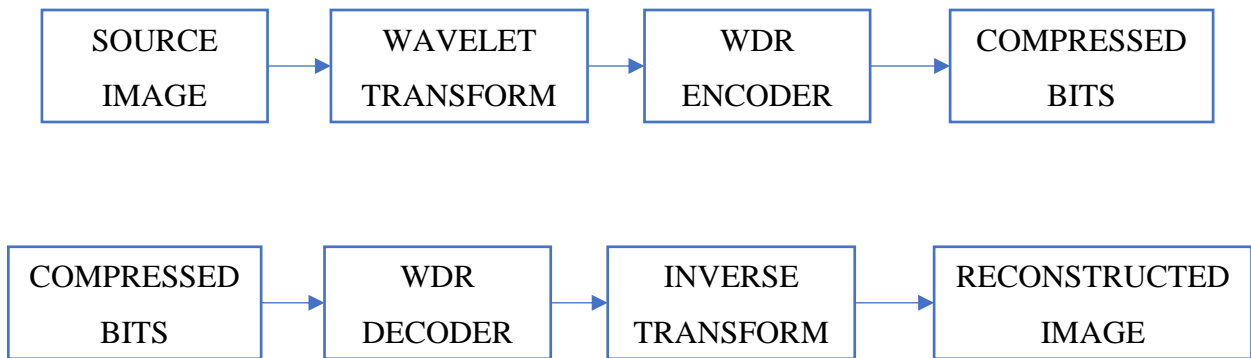 SOURCE
IMAGE
WAVELET
TRANSFORM
WDR
ENCODER
COMPRESSED
BITS
COMPRESSED
BITS
WDR
DECODER
INVERSE
TRANSFORM
RECONSTRUCTED
IMAGE